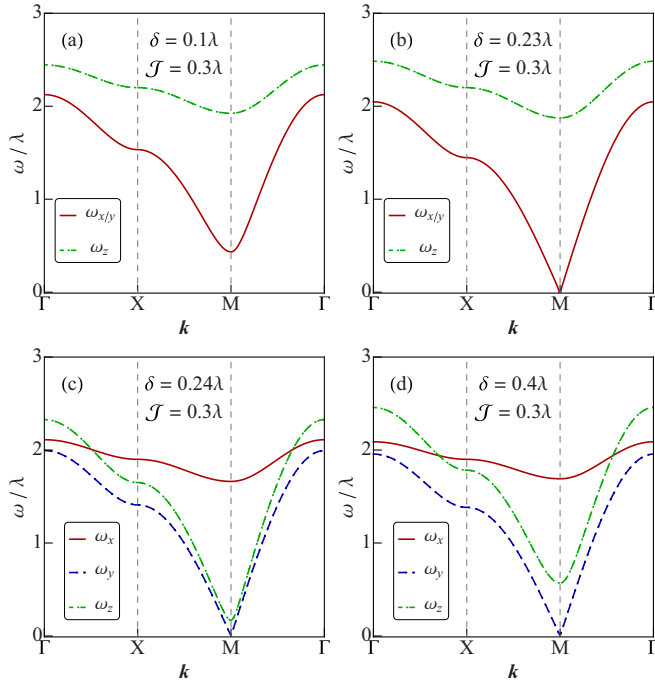 3
(a)
δ = 0.1λ
𝒥 = 0.3λ
2
ω / λ
1
ω_{x/y}
ω_z
0
Γ
X
M
Γ
k
3
(b)
δ = 0.23λ
𝒥 = 0.3λ
2
ω / λ
1
ω_{x/y}
ω_z
0
Γ
X
M
Γ
k
3
(c)
δ = 0.24λ
𝒥 = 0.3λ
2
ω / λ
1
ω_x
ω_y
ω_z
0
Γ
X
M
Γ
k
3
(d)
δ = 0.4λ
𝒥 = 0.3λ
2
ω / λ
1
ω_x
ω_y
ω_z
0
Γ
X
M
Γ
k